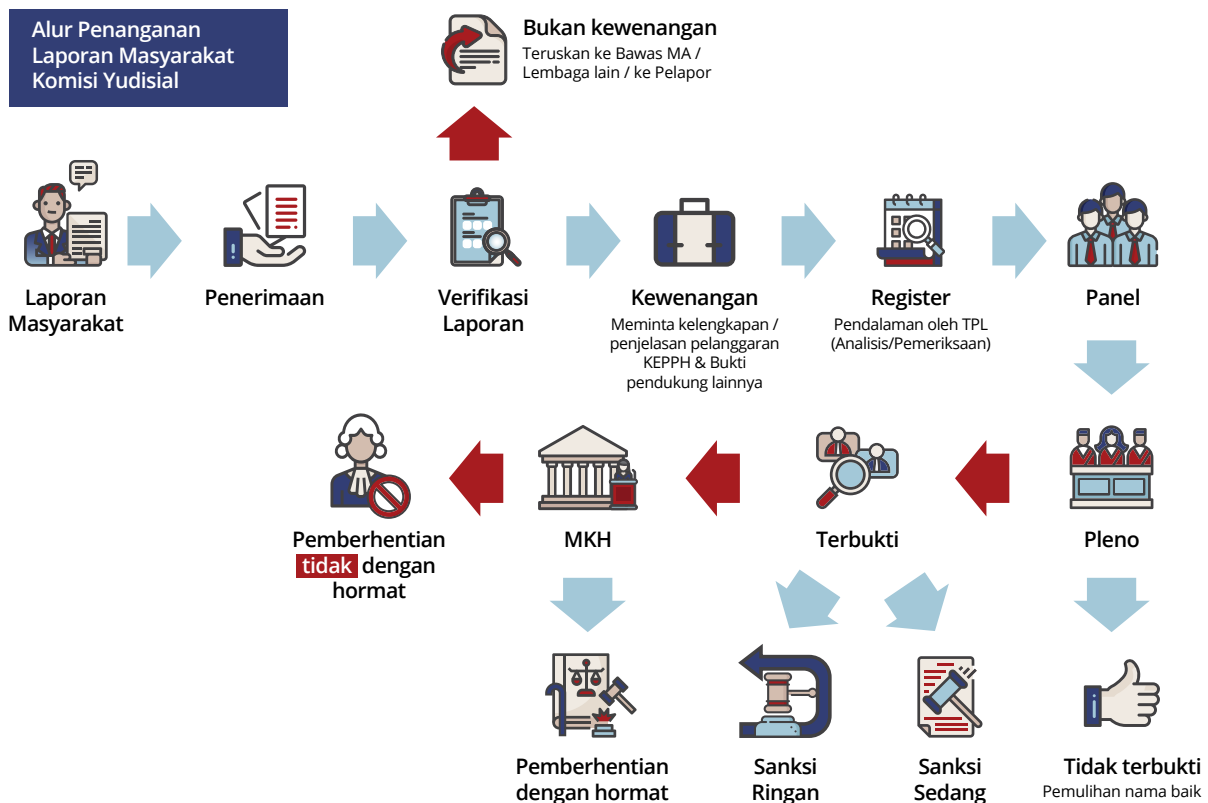 Alur Penanganan
Laporan Masyarakat
Komisi Yudisial
Bukan kewenangan
Teruskan ke Bawas MA /
Lembaga lain / ke Pelapor
Laporan
Masyarakat
Penerimaan
Verifikasi
Laporan
Kewenangan
Meminta kelengkapan /
penjelasan pelanggaran
KEPPH & Bukti
pendukung lainnya
Register
Pendalaman oleh TPL
(Analisis/Pemeriksaan)
Panel
Pemberhentian
tidak dengan
hormat
MKH
Terbukti
Pleno
Pemberhentian
dengan hormat
Sanksi
Ringan
Sanksi
Sedang
Tidak terbukti
Pemulihan nama baik